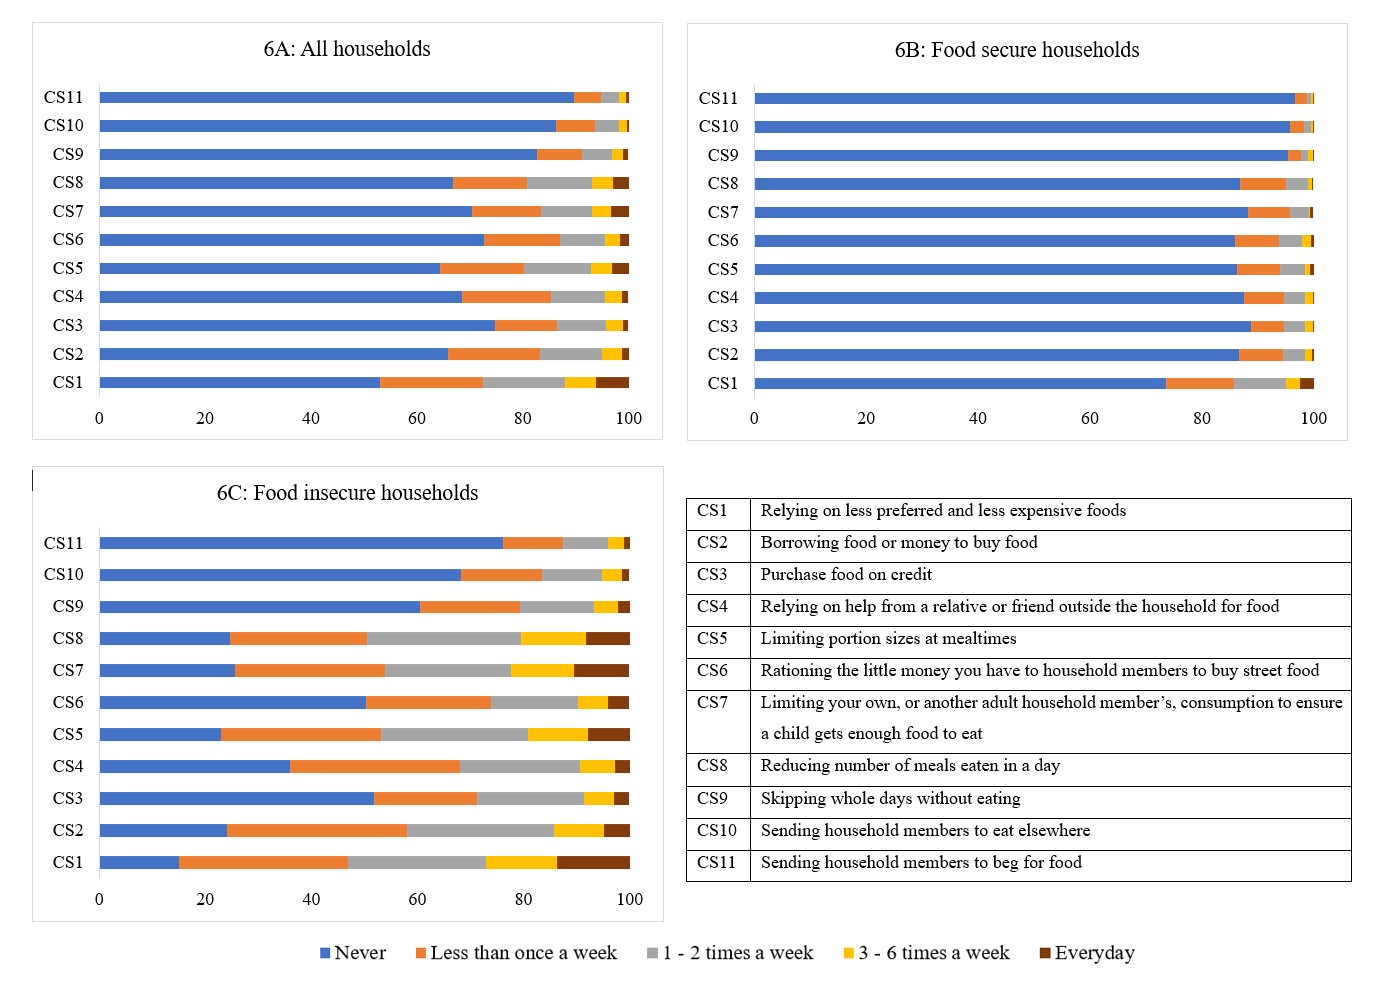 6A: All households
CS11
CS10
CS9
CS8
CS7
CS6
CS5
CS4
CS3
CS2
CS1
0 20 40 60 80 100
6B: Food secure households
CS11
CS10
CS9
CS8
CS7
CS6
CS5
CS4
CS3
CS2
CS1
0 20 40 60 80 100
6C: Food insecure households
CS11
CS10
CS9
CS8
CS7
CS6
CS5
CS4
CS3
CS2
CS1
0 20 40 60 80 100
CS1 Relying on less preferred and less expensive foods
CS2 Borrowing food or money to buy food
CS3 Purchase food on credit
CS4 Relying on help from a relative or friend outside the household for food
CS5 Limiting portion sizes at mealtimes
CS6 Rationing the little money you have to household members to buy street food
CS7 Limiting your own, or another adult household member’s, consumption to ensure
a child gets enough food to eat
CS8 Reducing number of meals eaten in a day
CS9 Skipping whole days without eating
CS10 Sending household members to eat elsewhere
CS11 Sending household members to beg for food
Never Less than once a week 1 - 2 times a week 3 - 6 times a week Everyday